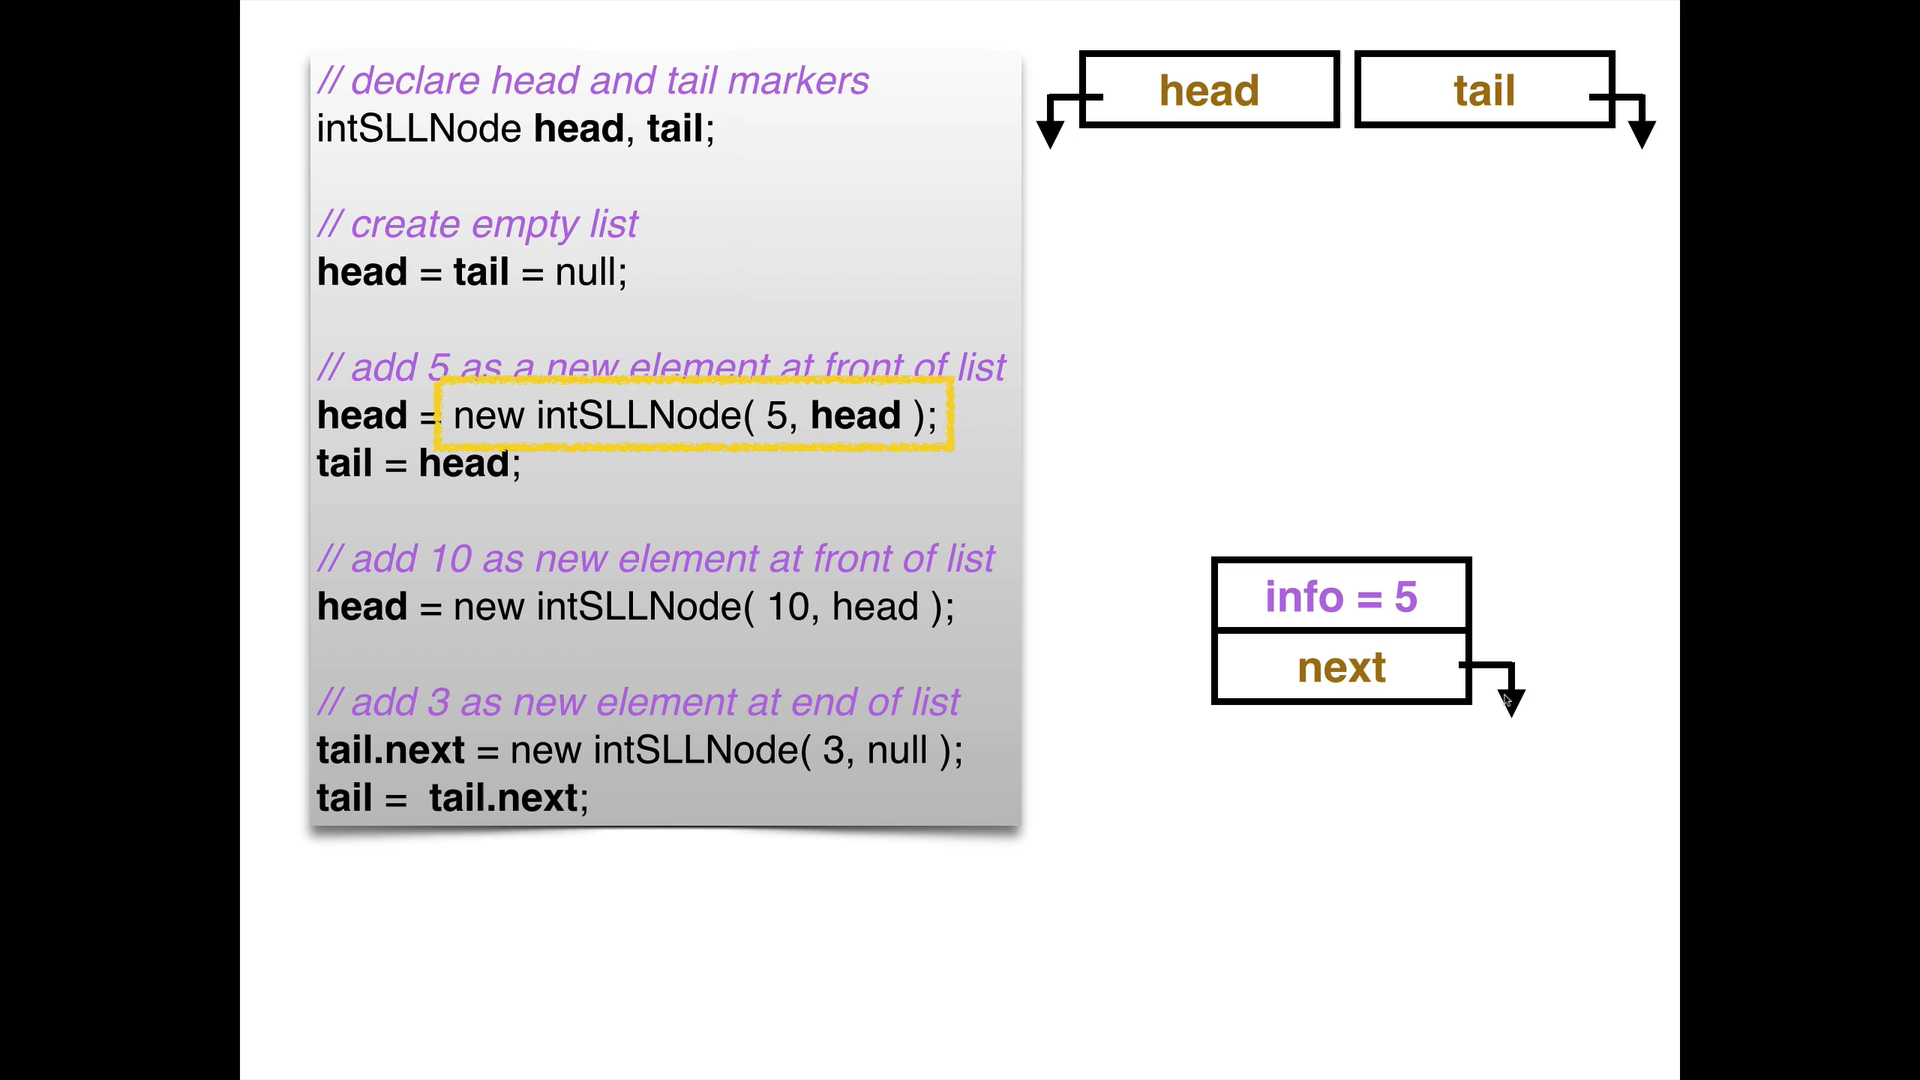 // declare head and tail markers
intSLLNode head, tail;
// create empty list
head = tail = null;
// add 5 as a new element at front of list
head = new intSLLNode( 5, head );
tail = head;
// add 10 as new element at front of list
head = new intSLLNode( 10, head );
// add 3 as new element at end of list
tail.next = new intSLLNode( 3, null );
tail =  tail.next;
head
tail
info = 5
next